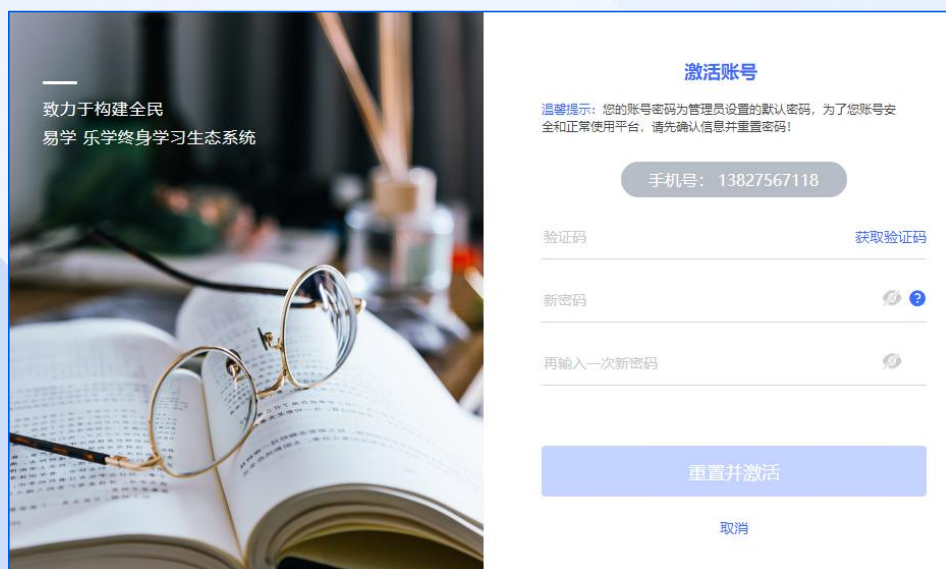 致力于构建全民
易学 乐学终身学习生态系统
激活账号
温馨提示：您的账号密码为管理员设置的默认密码，为了您账号安
全和正常使用平台，请先确认信息并重置密码！
手机号： 13827567118
验证码 获取验证码
新密码 ?
再输入一次新密码
重置并激活
取消